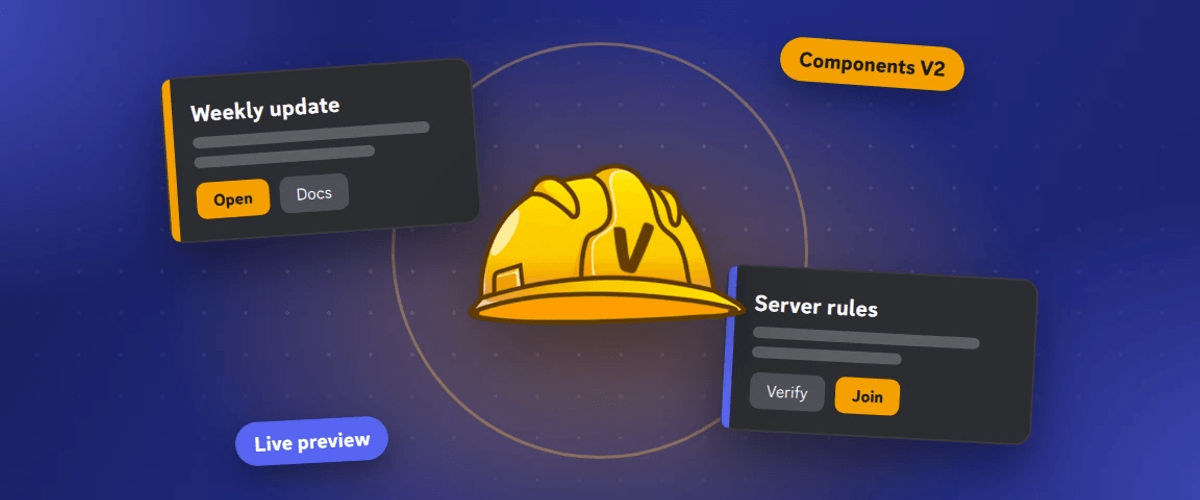 Components V2
Weekly update
Open
Docs
V
Server rules
Verify
Join
Live preview